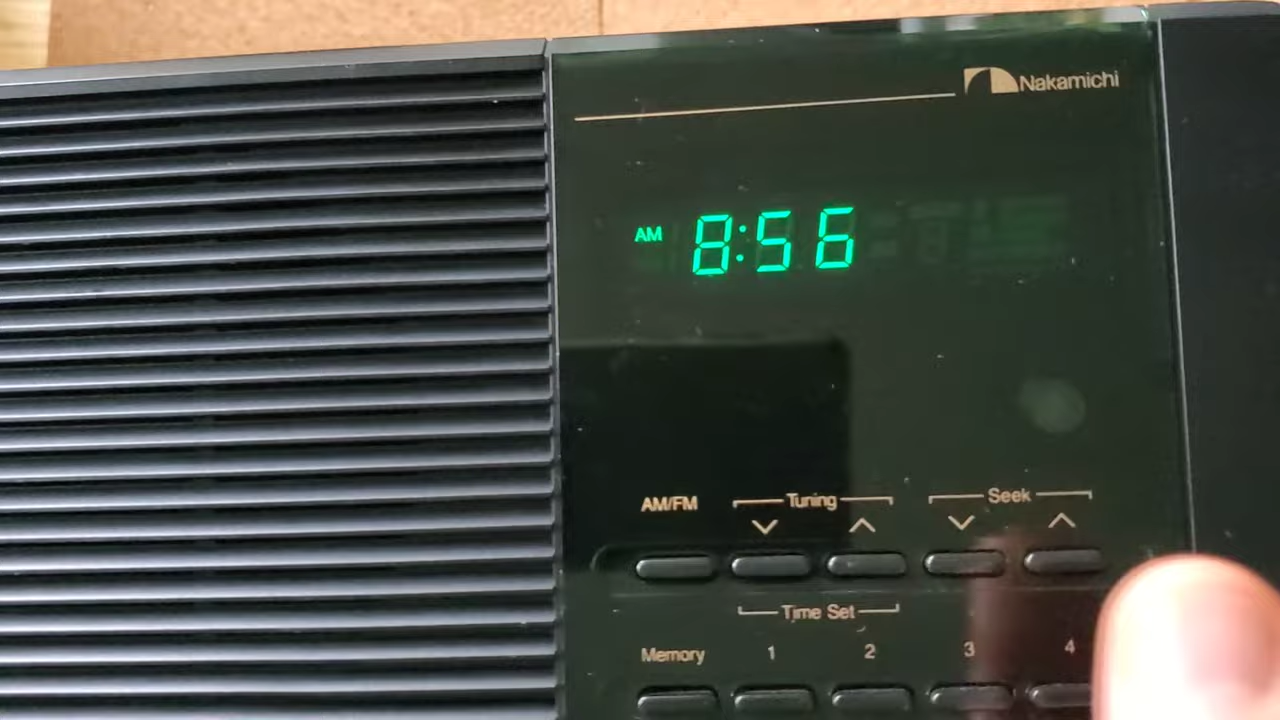 Nakamichi
AM 8:56
AM/FM Tuning Seek
Time Set
Memory 1 2 3 4